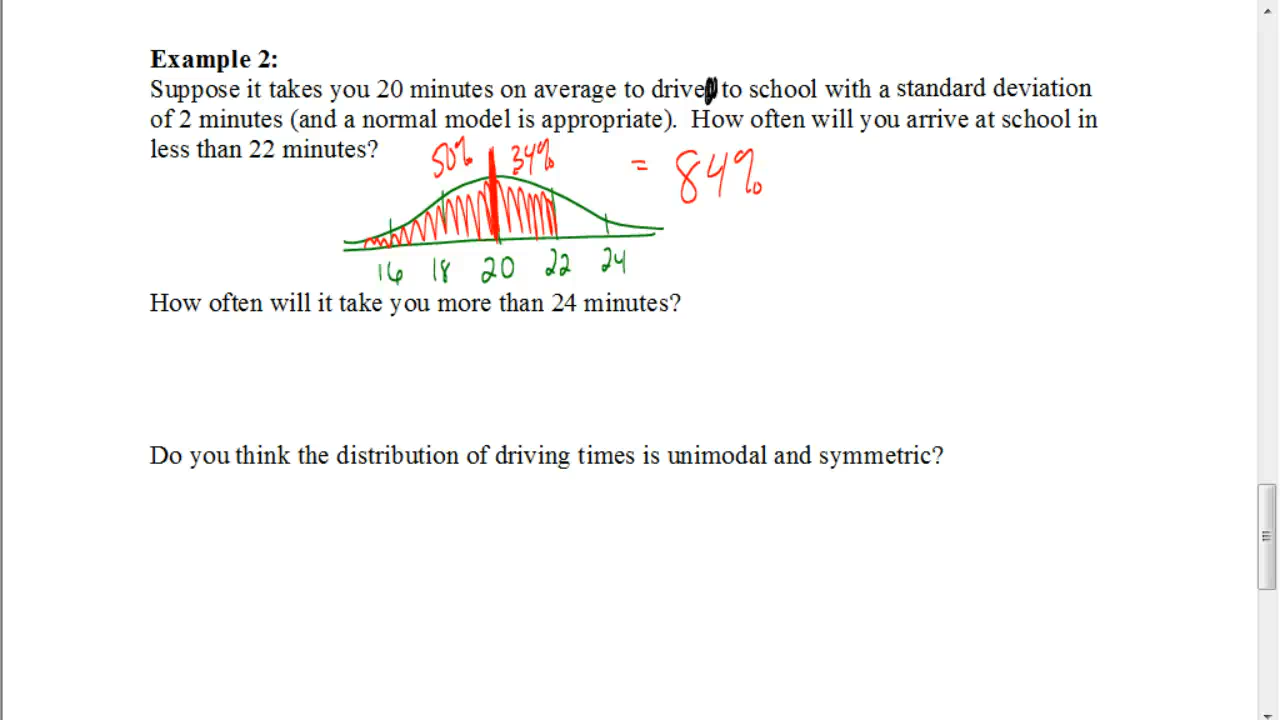 Example 2:
Suppose it takes you 20 minutes on average to drive to school with a standard deviation
of 2 minutes (and a normal model is appropriate).  How often will you arrive at school in
less than 22 minutes?
50% 34% = 84%
16 18 20 22 24
How often will it take you more than 24 minutes?
Do you think the distribution of driving times is unimodal and symmetric?